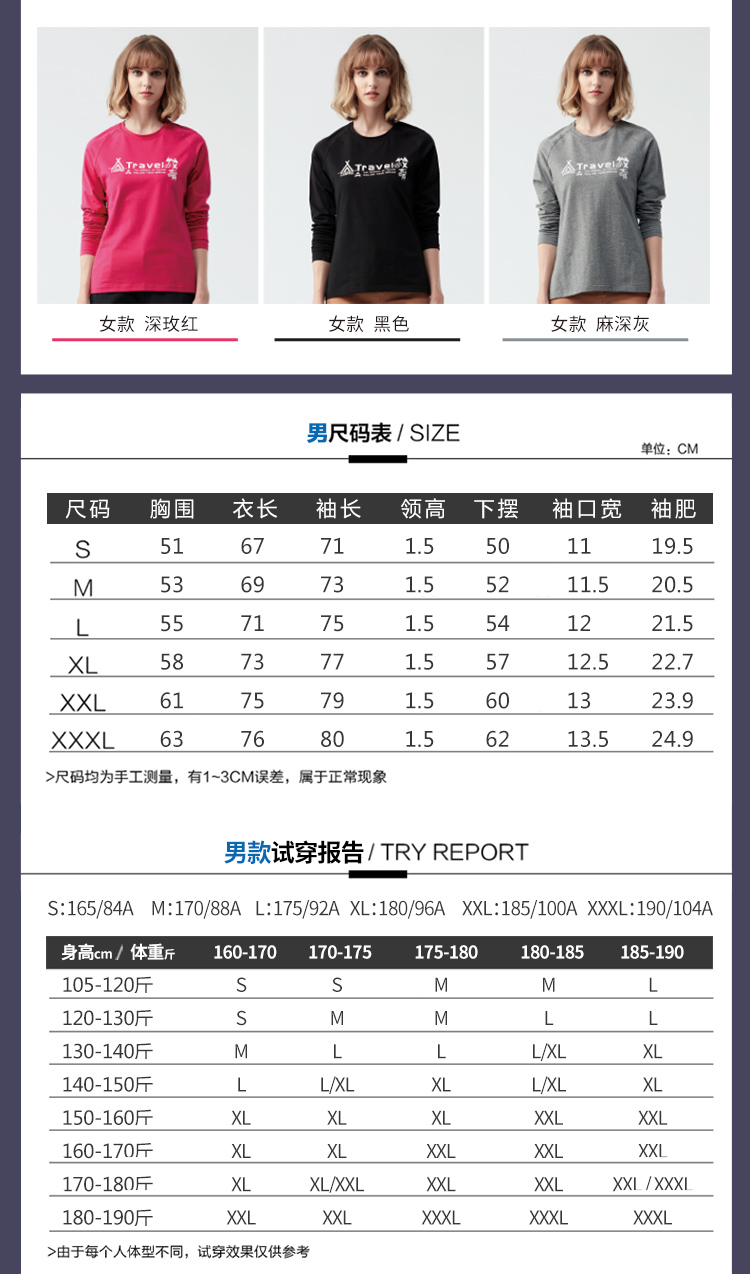 Travel
Travel
Travel
女款 深玫红
女款 黑色
女款 麻深灰
男尺码表 / SIZE
单位：CM
尺码 胸围 衣长 袖长 领高 下摆 袖口宽 袖肥
S 51 67 71 1.5 50 11 19.5
M 53 69 73 1.5 52 11.5 20.5
L 55 71 75 1.5 54 12 21.5
XL 58 73 77 1.5 57 12.5 22.7
XXL 61 75 79 1.5 60 13 23.9
XXXL 63 76 80 1.5 62 13.5 24.9
>尺码均为手工测量，有1~3CM误差，属于正常现象
男款试穿报告 / TRY REPORT
S:165/84A M:170/88A L:175/92A XL:180/96A XXL:185/100A XXXL:190/104A
身高cm / 体重斤 160-170 170-175 175-180 180-185 185-190
105-120斤 S S M M L
120-130斤 S M M L L
130-140斤 M L L L/XL XL
140-150斤 L L/XL XL L/XL XL
150-160斤 XL XL XL XXL XXL
160-170斤 XL XL XXL XXL XXL
170-180斤 XL XL/XXL XXL XXL XXL / XXXL
180-190斤 XXL XXL XXXL XXXL XXXL
>由于每个人体型不同，试穿效果仅供参考